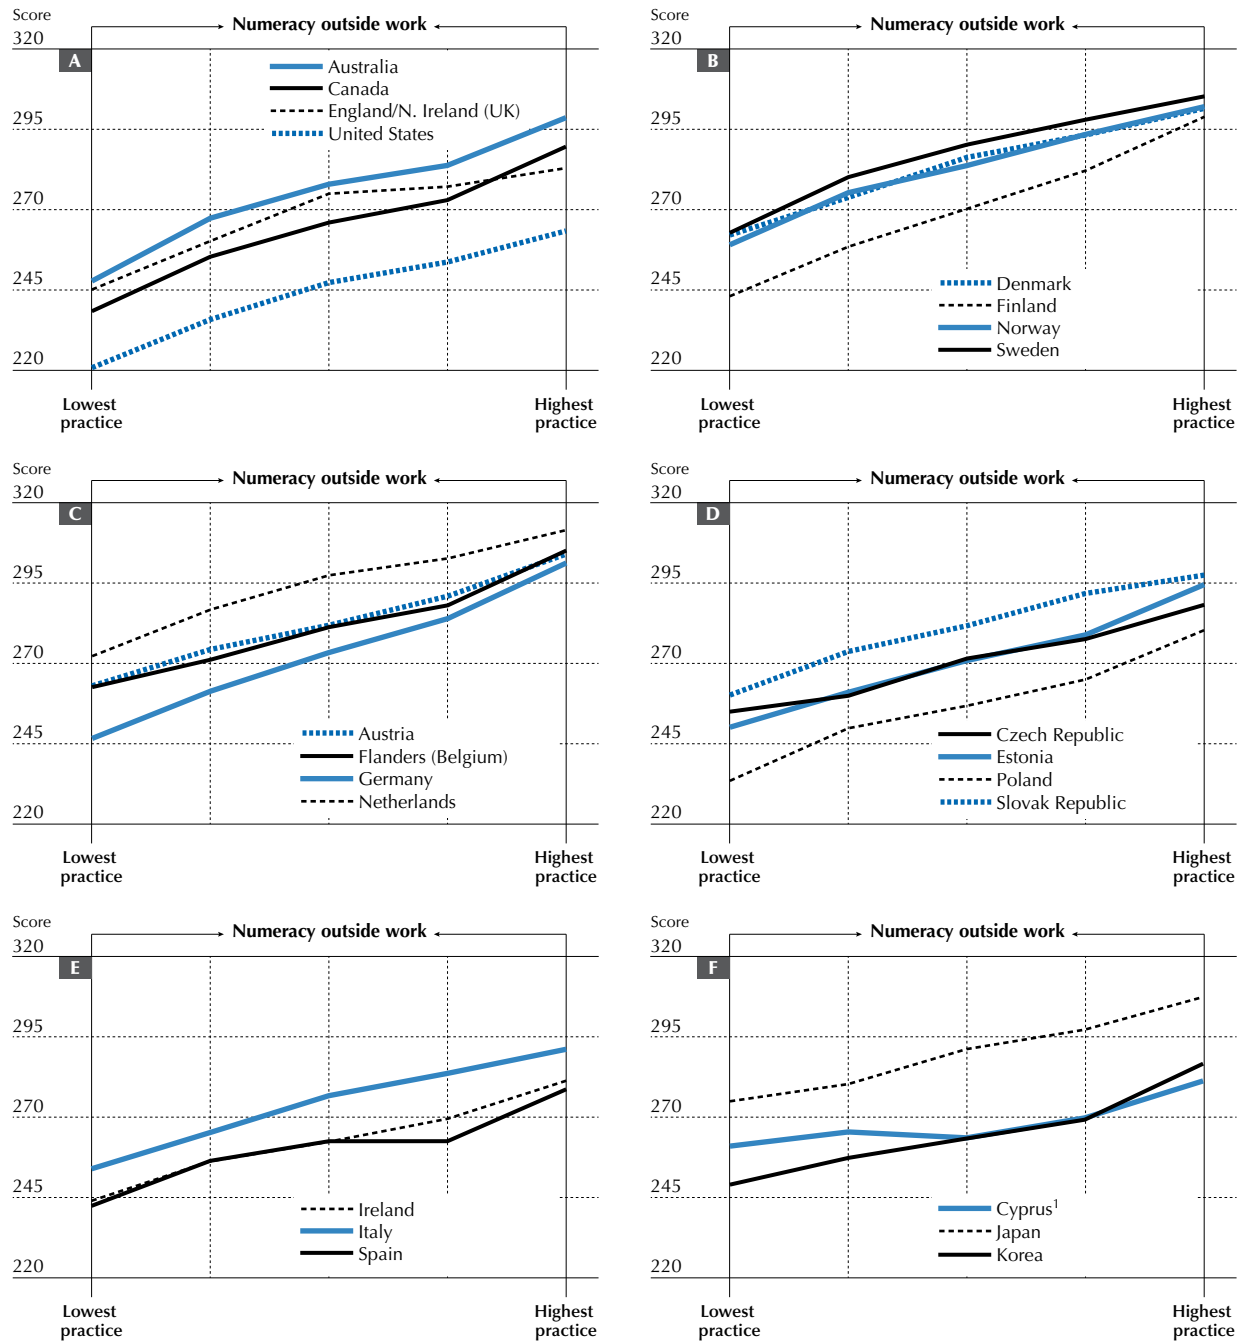 Score
Numeracy outside work
320
A
Australia
Canada
England/N. Ireland (UK)
United States
295
270
245
220
Lowest
practice
Highest
practice
Score
Numeracy outside work
320
B
295
270
245
220
Denmark
Finland
Norway
Sweden
Lowest
practice
Highest
practice
Score
Numeracy outside work
320
C
295
270
245
220
Austria
Flanders (Belgium)
Germany
Netherlands
Lowest
practice
Highest
practice
Score
Numeracy outside work
320
D
295
270
245
220
Czech Republic
Estonia
Poland
Slovak Republic
Lowest
practice
Highest
practice
Score
Numeracy outside work
320
E
295
270
245
220
Ireland
Italy
Spain
Lowest
practice
Highest
practice
Score
Numeracy outside work
320
F
295
270
245
220
Cyprus¹
Japan
Korea
Lowest
practice
Highest
practice